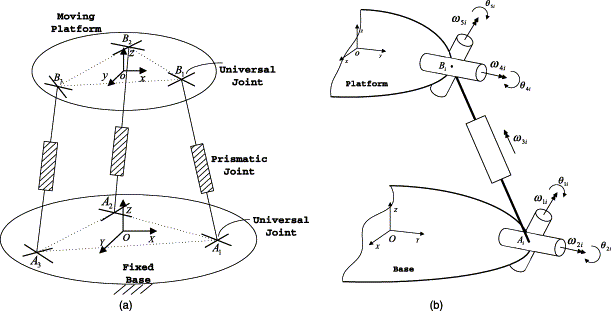 Moving
Platform
B2
z
B3
y
o
x
B1
Universal
Joint
Prismatic
Joint
A2
Z
Universal
Joint
Y
O
X
A3
A1
Fixed
Base
(a)
ω5i
θ5i
z
x
O
Y
Platform
Bi
ω4i
θ4i
ω3i
ω1i
θ1i
z
X
O
Y
Ai
ω2i
θ2i
Base
(b)